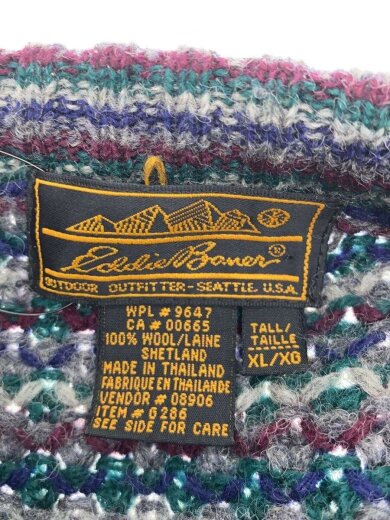 Eddie Bauer
OUTDOOR OUTFITTER-SEATTLE, U.S.A.
WPL #9647
CA # 00665
100% WOOL/LAINE
SHETLAND
MADE IN THAILAND
FABRIQUE EN THAILANDE
VENDOR # 08906
ITEM # 6286
SEE SIDE FOR CARE
TALL/
TAILLE
XL/XG